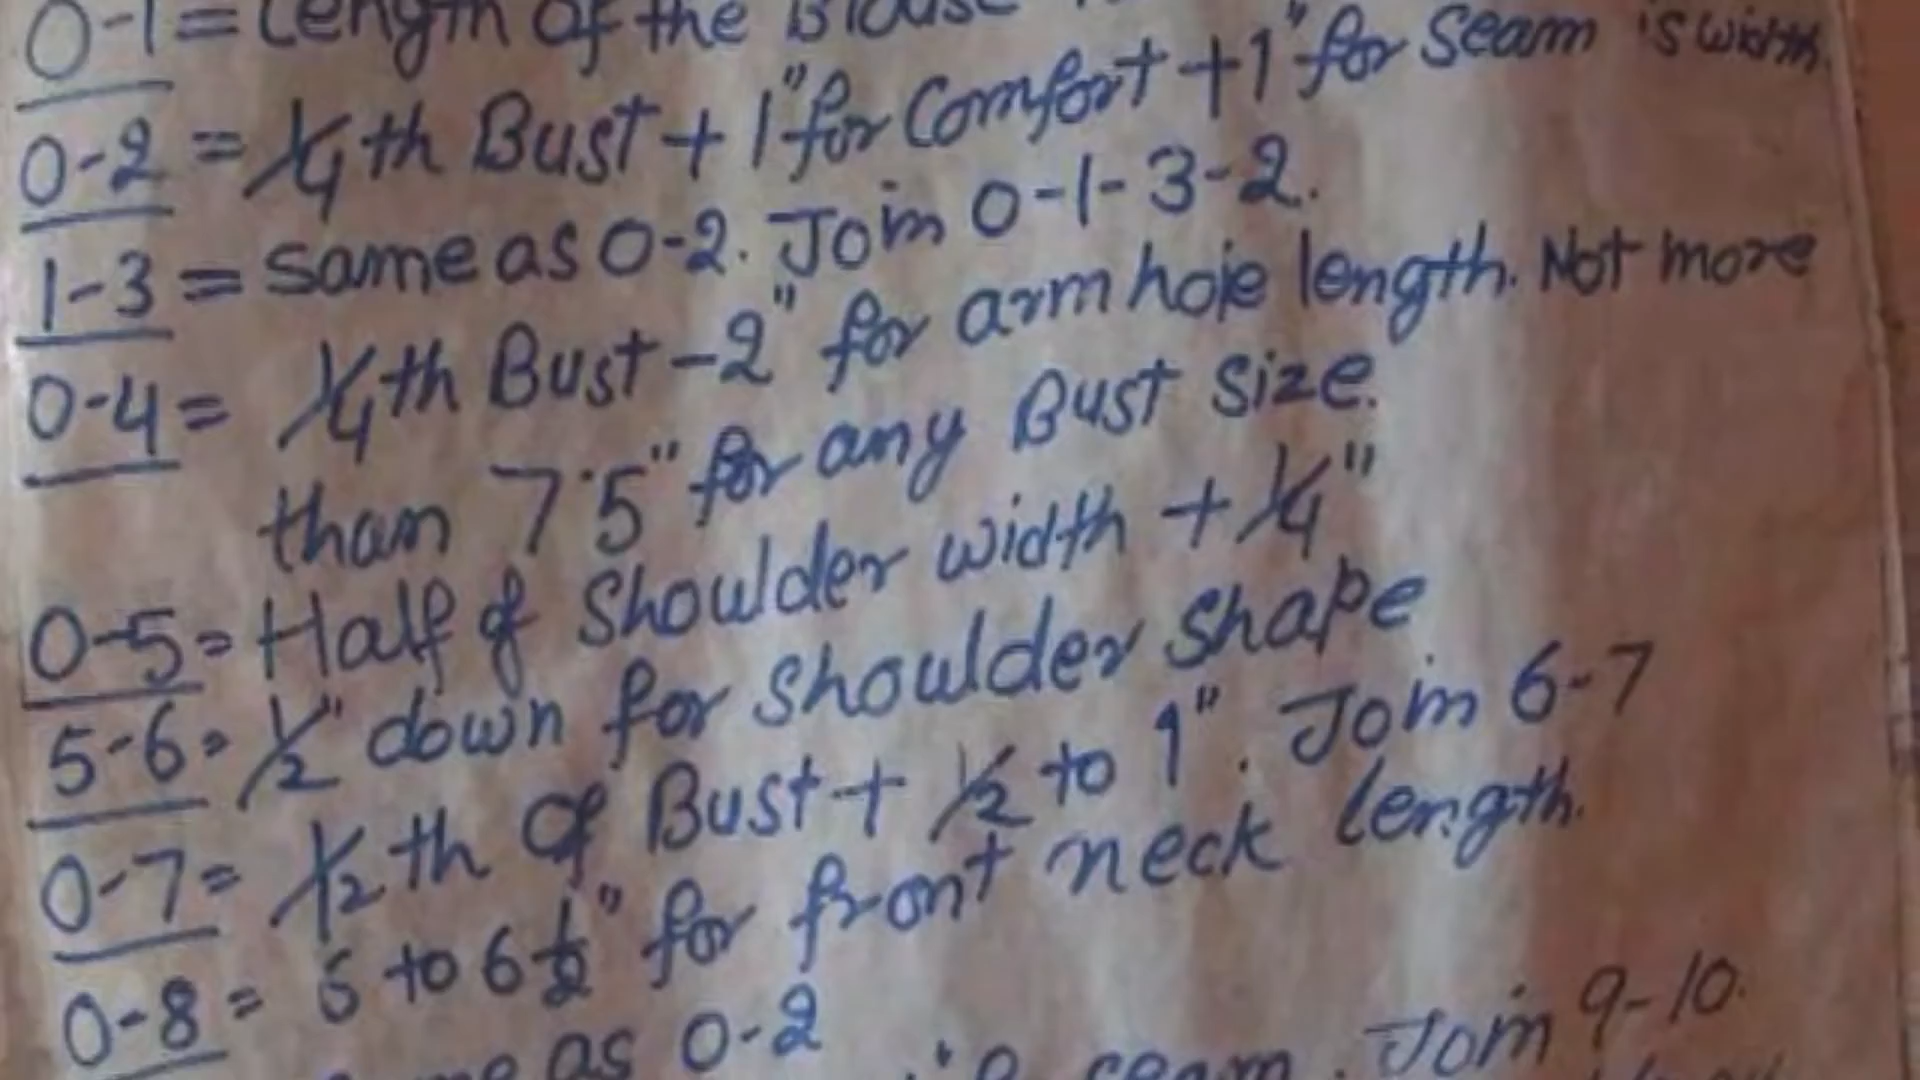 0-1 = Length of the Blouse
0-2 = 1/4th Bust + 1" for Comfort + 1" for Seam is width.
1-3 = Same as 0-2. Join 0-1-3-2.
0-4 = 1/4th Bust - 2" for arm hole length. Not more
than 7.5" for any Bust Size.
0-5 = Half of Shoulder width + 1/4"
5-6 = 1/2" down for Shoulder Shape
0-7 = 1/2th of Bust + 1/2 to 1". Join 6-7
0-8 = 5 to 6 1/2" for front neck length.
as 0-2
seam. Join 9-10.